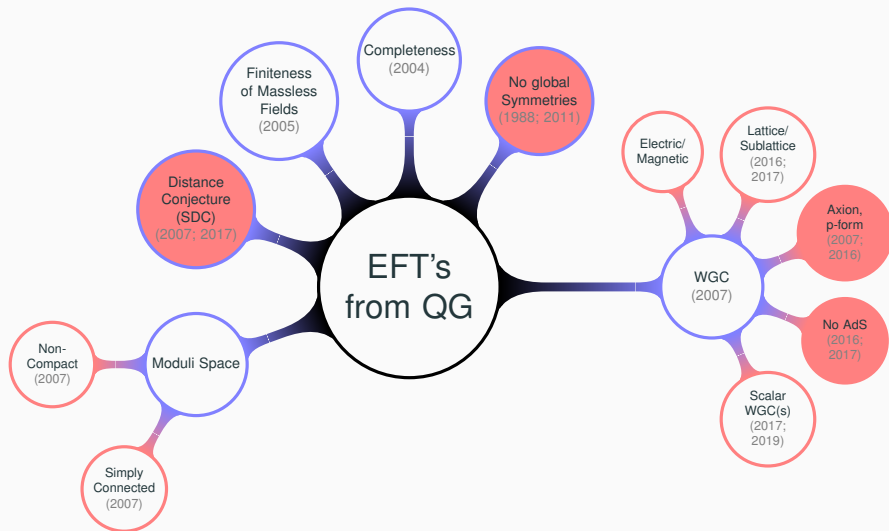 EFT's
from QG
Completeness
(2004)
Finiteness
of Massless
Fields
(2005)
No global
Symmetries
(1988; 2011)
Distance
Conjecture
(SDC)
(2007; 2017)
Moduli Space
Non-
Compact
(2007)
Simply
Connected
(2007)
WGC
(2007)
Electric/
Magnetic
Lattice/
Sublattice
(2016;
2017)
Axion,
p-form
(2007;
2016)
No AdS
(2016;
2017)
Scalar
WGC(s)
(2017;
2019)